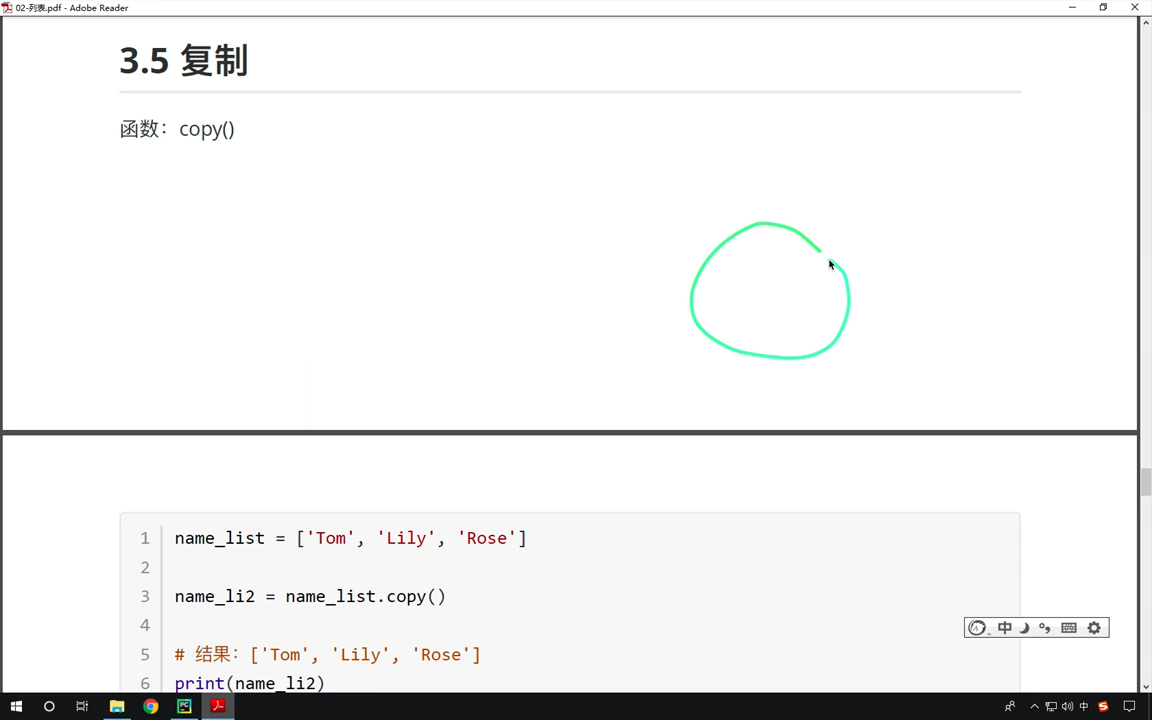 02-列表.pdf - Adobe Reader
3.5 复制
函数：copy()
1 name_list = ['Tom', 'Lily', 'Rose']
2
3 name_li2 = name_list.copy()
4
5 # 结果：['Tom', 'Lily', 'Rose']
6 print(name_li2)
中
中